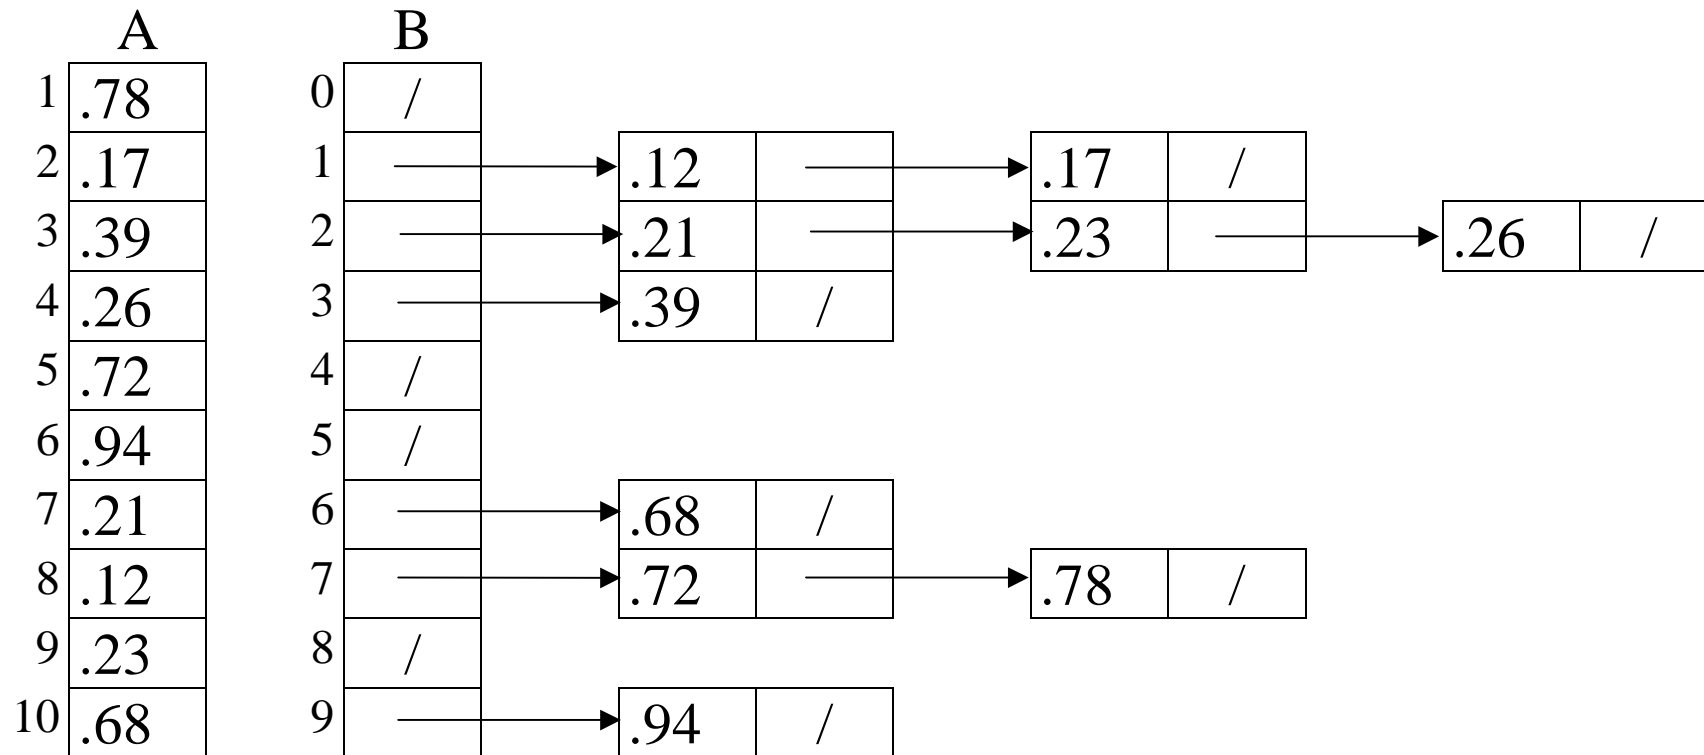 A B
1 .78 0 /
2 .17 1 .12 .17 /
3 .39 2 .21 .23 .26 /
4 .26 3 .39 /
5 .72 4 /
6 .94 5 /
7 .21 6 .68 /
8 .12 7 .72 .78 /
9 .23 8 /
10 .68 9 .94 /